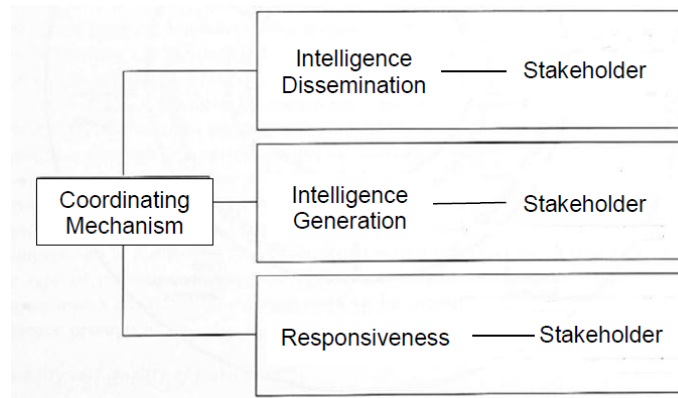 Intelligence
Dissemination
Stakeholder
Coordinating
Mechanism
Intelligence
Generation
Stakeholder
Responsiveness
Stakeholder